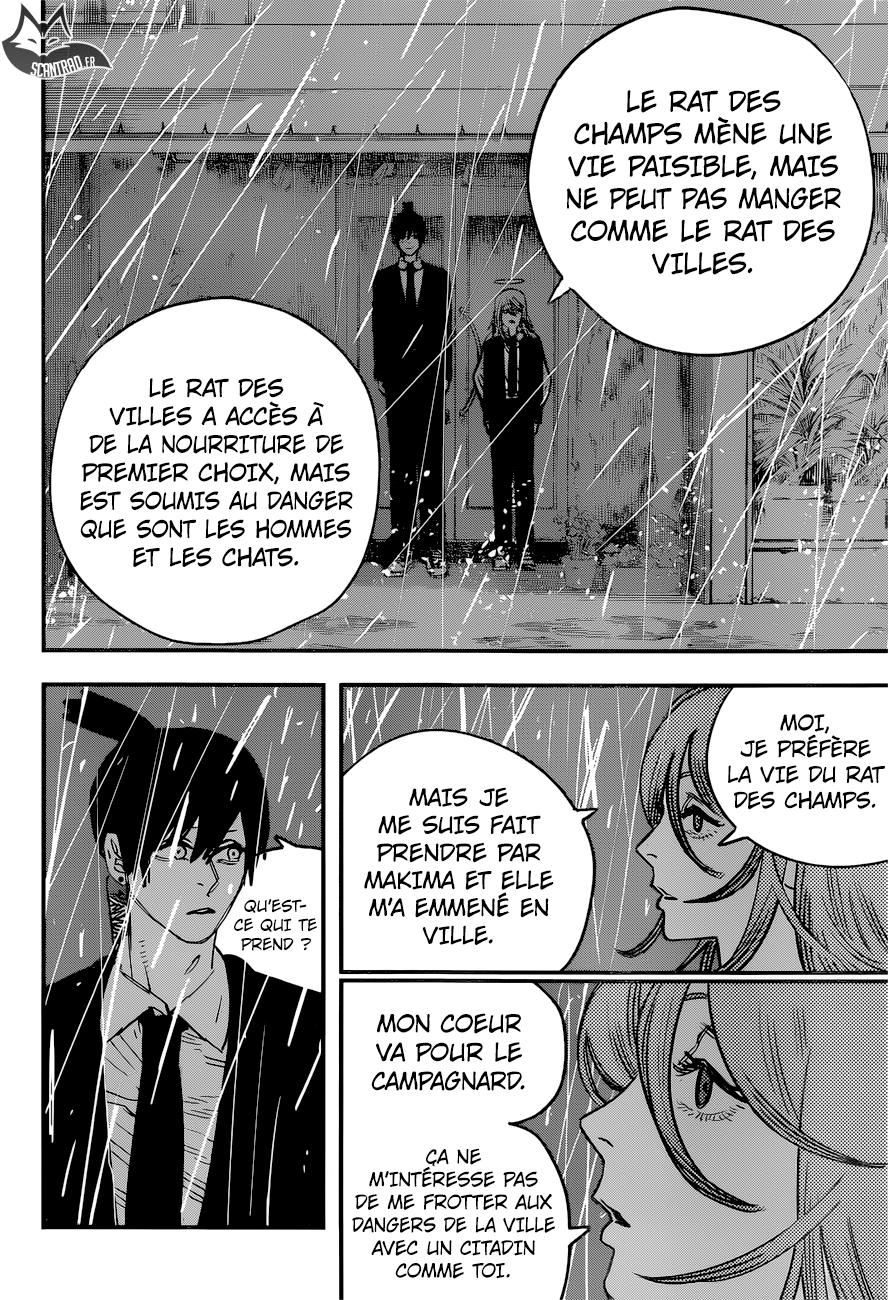 SCANTRAD.FR
LE RAT DES
CHAMPS MÈNE UNE
VIE PAISIBLE, MAIS
NE PEUT PAS MANGER
COMME LE RAT DES
VILLES.
LE RAT DES
VILLES A ACCÈS À
DE LA NOURRITURE DE
PREMIER CHOIX, MAIS
EST SOUMIS AU DANGER
QUE SONT LES HOMMES
ET LES CHATS.
MOI,
JE PRÉFÈRE
LA VIE DU RAT
DES CHAMPS.
MAIS JE
ME SUIS FAIT
PRENDRE PAR
MAKIMA ET ELLE
M'A EMMENÉ EN
VILLE.
MON COEUR
VA POUR LE
CAMPAGNARD.
ÇA NE
M'INTÉRESSE PAS
DE ME FROTTER AUX
DANGERS DE LA VILLE
AVEC UN CITADIN
COMME TOI.
QU'EST-
CE QUI TE
PREND ?